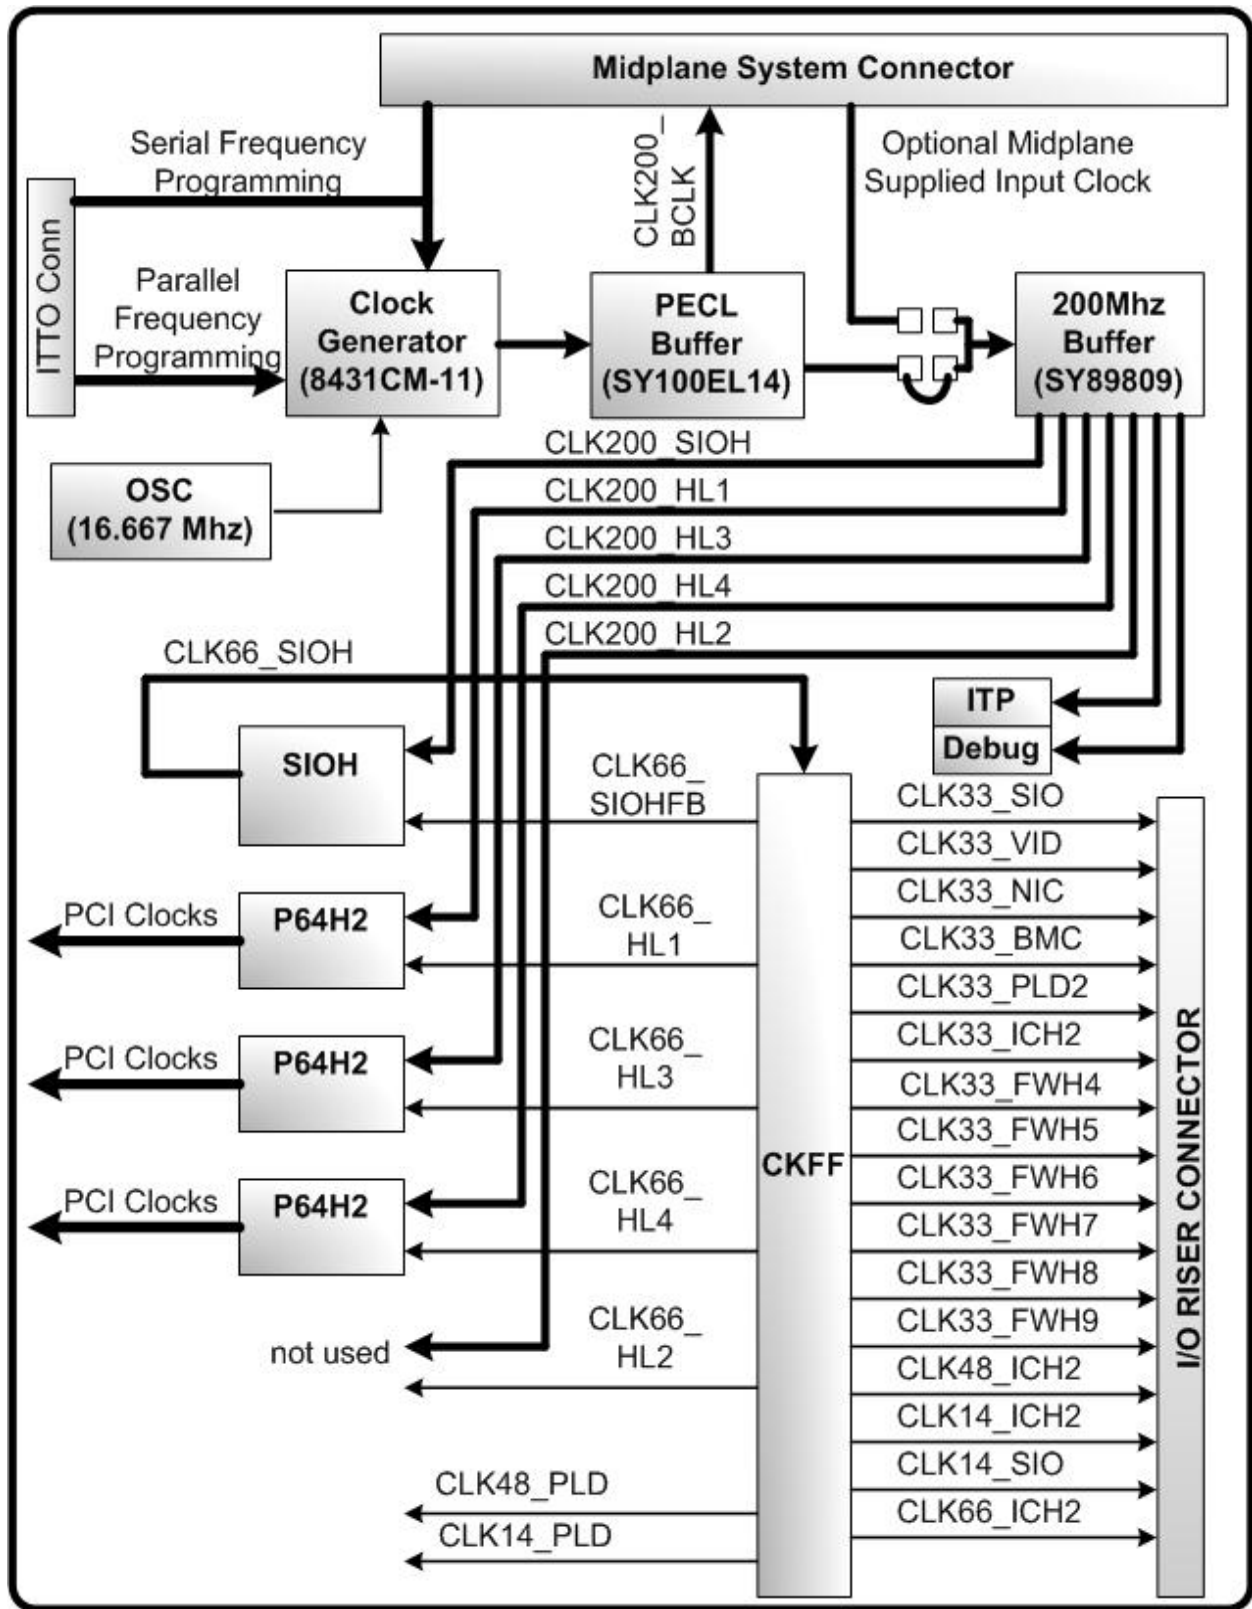 Midplane System Connector
Serial Frequency
Programming
CLK200_
BCLK
Optional Midplane
Supplied Input Clock
ITTO Conn
Parallel
Frequency
Programming
Clock
Generator
(8431CM-11)
PECL
Buffer
(SY100EL14)
200Mhz
Buffer
(SY89809)
OSC
(16.667 Mhz)
CLK200_SIOH
CLK200_HL1
CLK200_HL3
CLK200_HL4
CLK200_HL2
CLK66_SIOH
ITP
Debug
SIOH
CLK66_
SIOHFB
PCI Clocks
P64H2
CLK66_
HL1
PCI Clocks
P64H2
CLK66_
HL3
PCI Clocks
P64H2
CLK66_
HL4
not used
CLK66_
HL2
CLK48_PLD
CLK14_PLD
CKFF
CLK33_SIO
CLK33_VID
CLK33_NIC
CLK33_BMC
CLK33_PLD2
CLK33_ICH2
CLK33_FWH4
CLK33_FWH5
CLK33_FWH6
CLK33_FWH7
CLK33_FWH8
CLK33_FWH9
CLK48_ICH2
CLK14_ICH2
CLK14_SIO
CLK66_ICH2
I/O RISER CONNECTOR